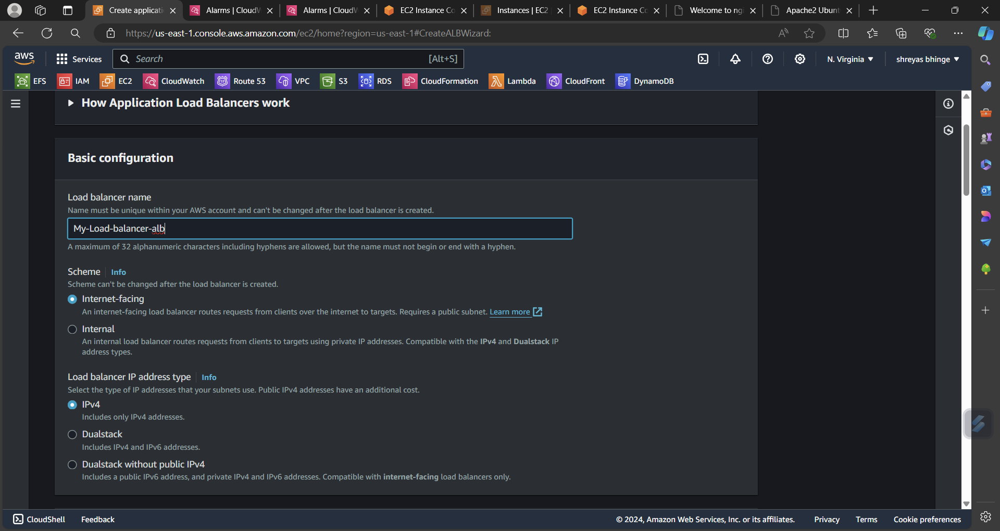 Create applicati
Alarms | CloudW
Alarms | CloudW
EC2 Instance Co
Instances | EC2
EC2 Instance Co
Welcome to ng
Apache2 Ubunt
https://us-east-1.console.aws.amazon.com/ec2/home?region=us-east-1#CreateALBWizard:
aws
Services
Search
[Alt+S]
N. Virginia
shreyas bhinge
EFS
IAM
EC2
CloudWatch
Route 53
VPC
S3
RDS
CloudFormation
Lambda
CloudFront
DynamoDB
How Application Load Balancers work
Basic configuration
Load balancer name
Name must be unique within your AWS account and can't be changed after the load balancer is created.
My-Load-balancer-alb
A maximum of 32 alphanumeric characters including hyphens are allowed, but the name must not begin or end with a hyphen.
Scheme Info
Scheme can't be changed after the load balancer is created.
Internet-facing
An internet-facing load balancer routes requests from clients over the internet to targets. Requires a public subnet. Learn more
Internal
An internal load balancer routes requests from clients to targets using private IP addresses. Compatible with the IPv4 and Dualstack IP
address types.
Load balancer IP address type Info
Select the type of IP addresses that your subnets use. Public IPv4 addresses have an additional cost.
IPv4
Includes only IPv4 addresses.
Dualstack
Includes IPv4 and IPv6 addresses.
Dualstack without public IPv4
Includes a public IPv6 address, and private IPv4 and IPv6 addresses. Compatible with internet-facing load balancers only.
CloudShell
Feedback
© 2024, Amazon Web Services, Inc. or its affiliates.
Privacy
Terms
Cookie preferences